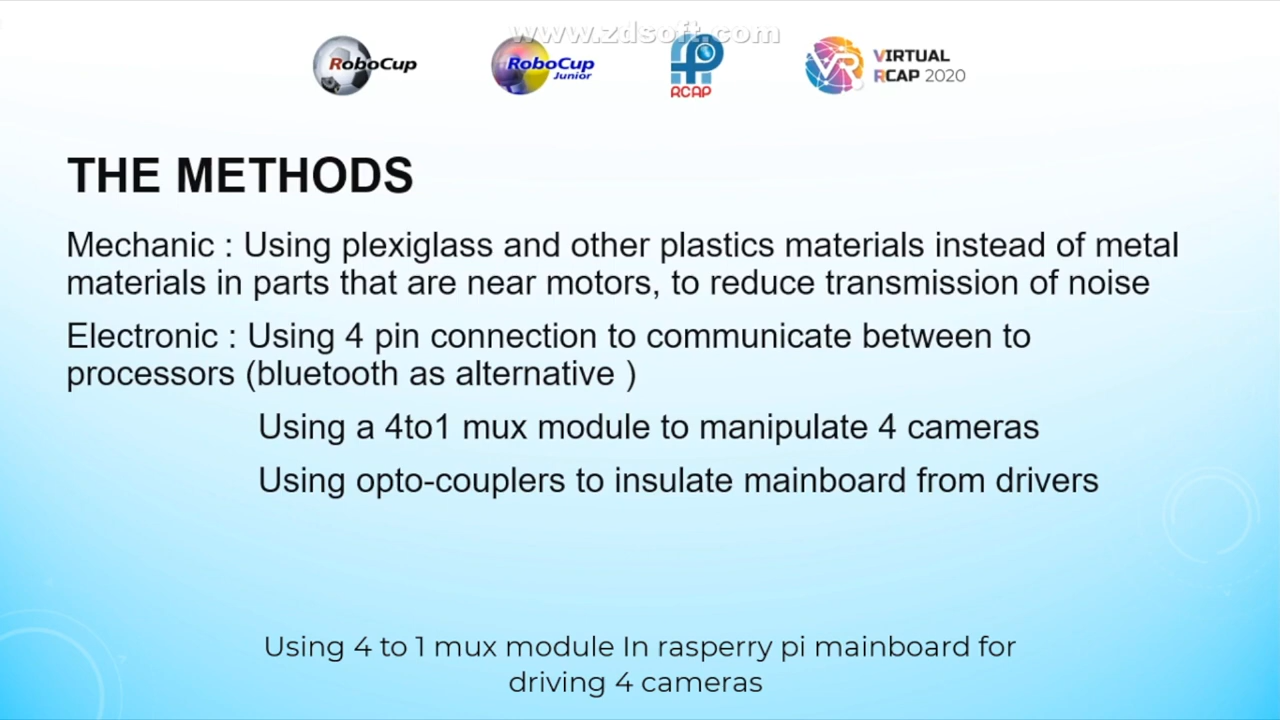 www.zdsoft.com
RoboCup
RoboCup
Junior
RCAP
VR
VIRTUAL
RCAP 2020
THE METHODS
Mechanic : Using plexiglass and other plastics materials instead of metal
materials in parts that are near motors, to reduce transmission of noise
Electronic : Using 4 pin connection to communicate between to
processors (bluetooth as alternative )
Using a 4to1 mux module to manipulate 4 cameras
Using opto-couplers to insulate mainboard from drivers
Using 4 to 1 mux module In rasperry pi mainboard for
driving 4 cameras